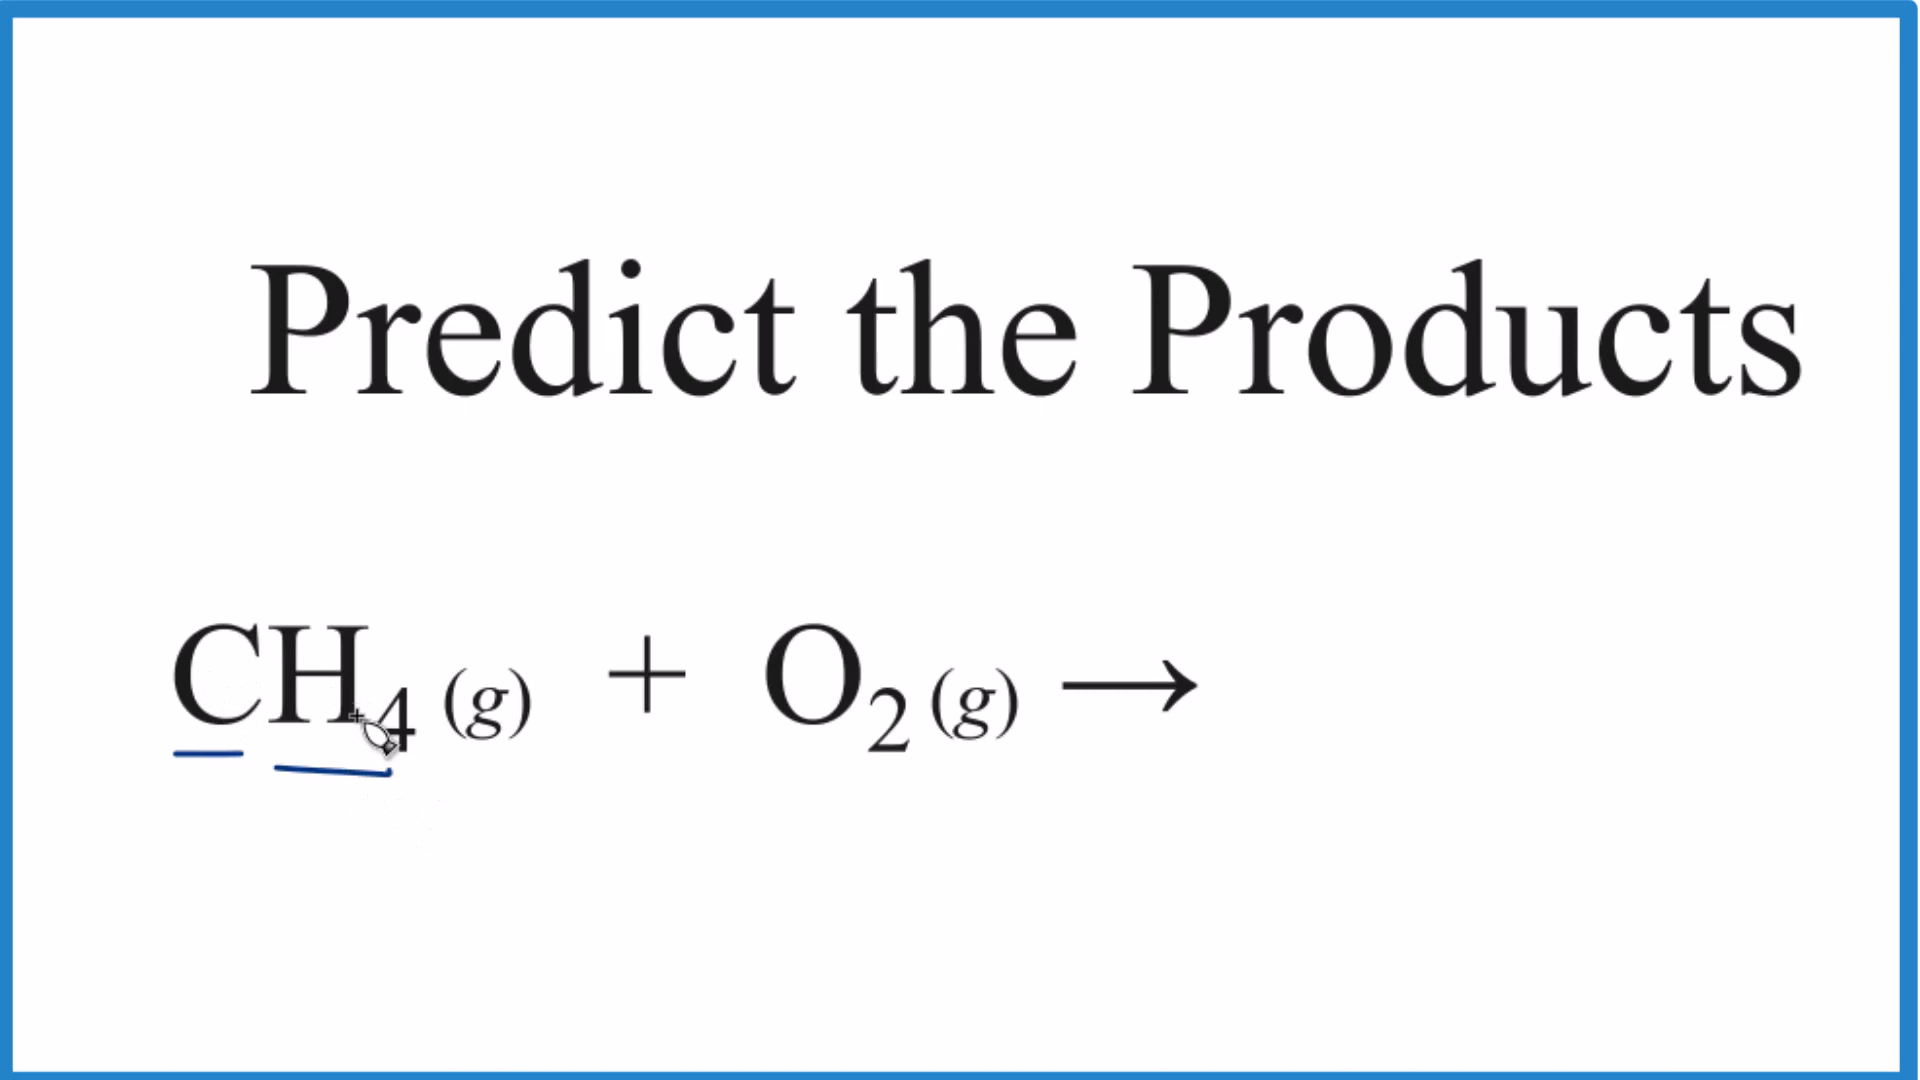 Predict the Products
CH₄ (g) + O₂ (g) →